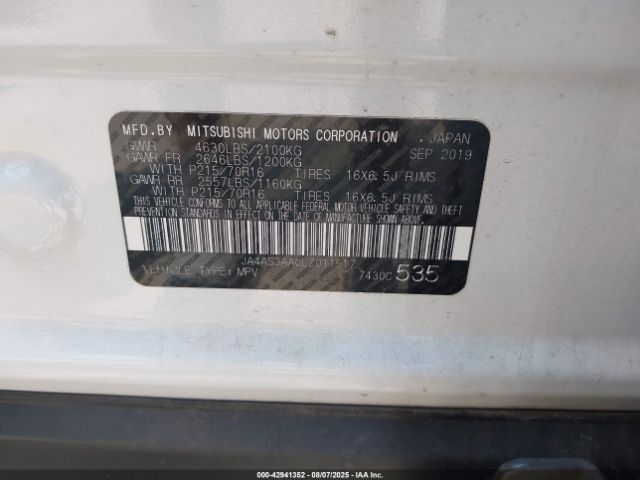 MFD.BY MITSUBISHI MOTORS CORPORATION . JAPAN
GVWR 4630LBS/2100KG SEP 2019
GAWR FR 2646LBS/1200KG
WITH P215/70R16 TIRES 16X6.5J RIMS
GAWR RR 2557LBS/1160KG
WITH P215/70R16 TIRES 16X6.5J RIMS
THIS VEHICLE CONFORMS TO ALL APPLICABLE FEDERAL MOTOR VEHICLE SAFETY AND THEFT
PREVENTION STANDARDS IN EFFECT ON THE DATE OF MANUFACTURE SHOWN ABOVE.
JA4AS3AA0LZ011517
VEHICLE TYPE: MPV 7430C 535
000-42941352 08/07/2025 IAAI.COM